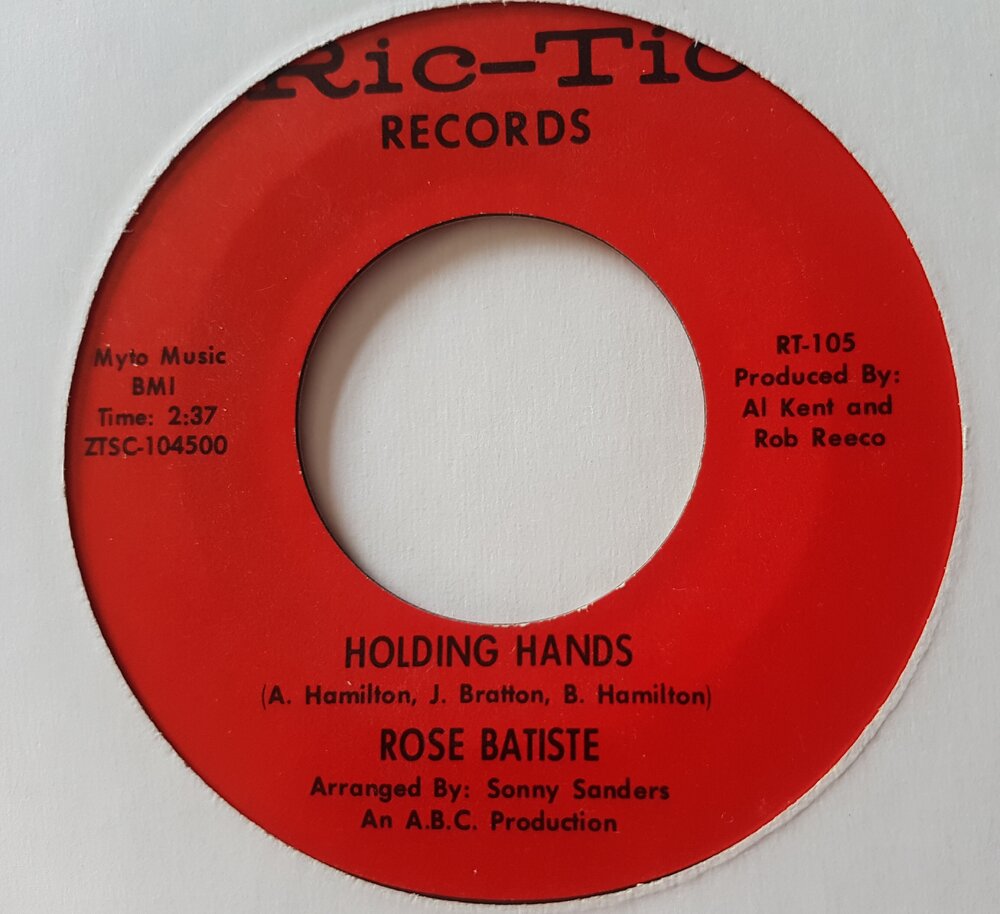 Ric-Tic
RECORDS
Myto Music
BMI
Time: 2:37
ZTSC-104500
RT-105
Produced By:
Al Kent and
Rob Reeco
HOLDING HANDS
(A. Hamilton, J. Bratton, B. Hamilton)
ROSE BATISTE
Arranged By: Sonny Sanders
An A.B.C. Production